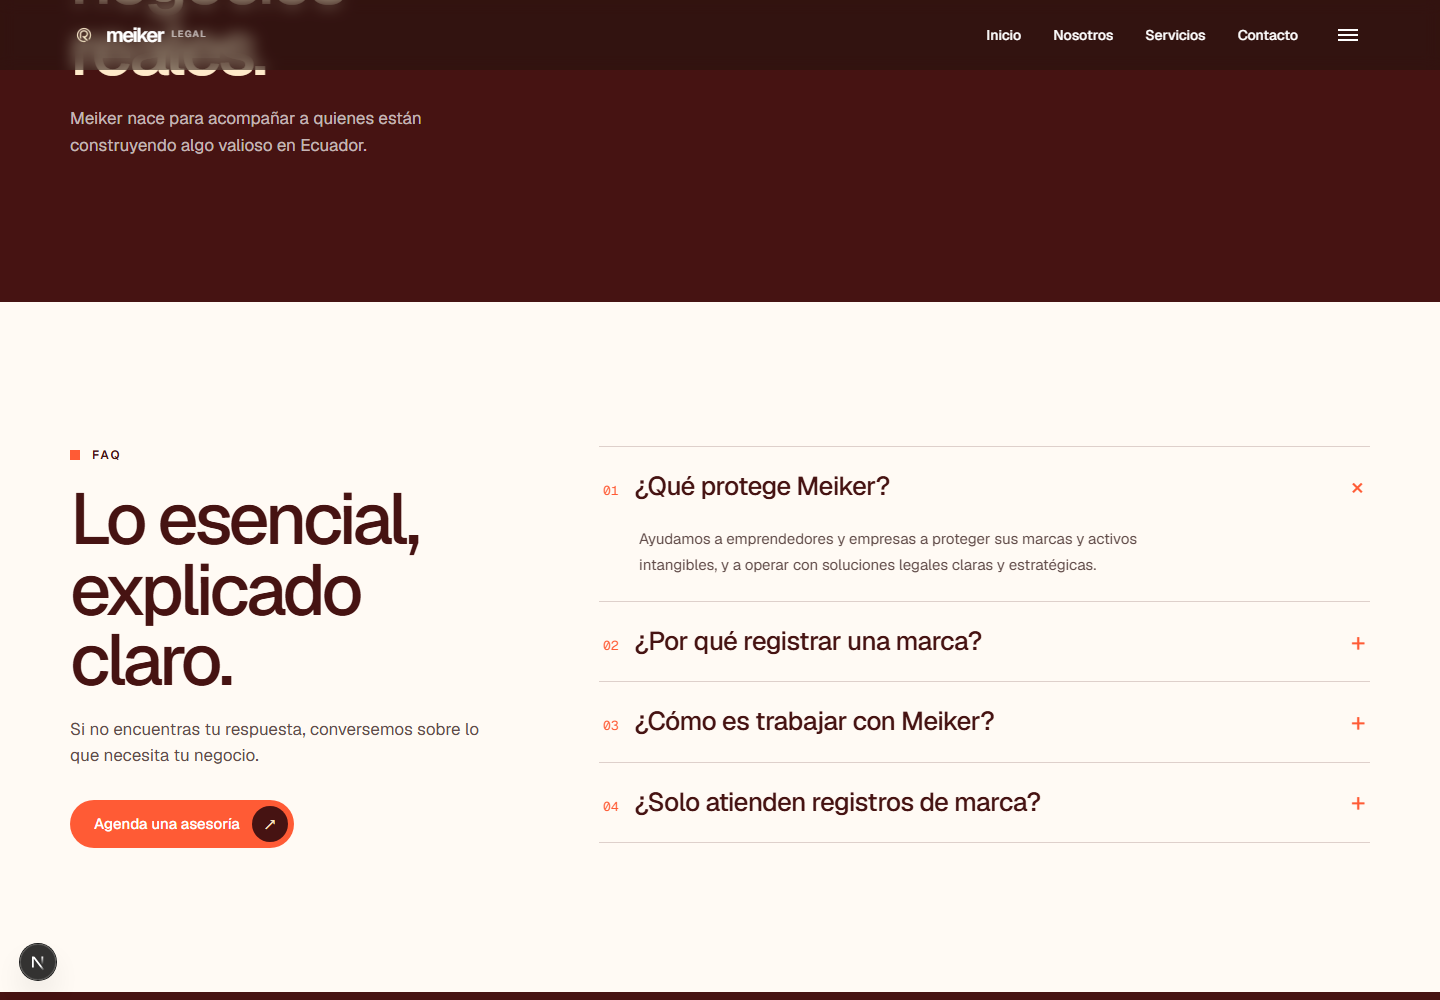 negocios
reales.
meiker LEGAL
Inicio Nosotros Servicios Contacto
Meiker nace para acompañar a quienes están
construyendo algo valioso en Ecuador.
FAQ
Lo esencial,
explicado
claro.
Si no encuentras tu respuesta, conversemos sobre lo
que necesita tu negocio.
Agenda una asesoría ↗
01 ¿Qué protege Meiker? ×
Ayudamos a emprendedores y empresas a proteger sus marcas y activos
intangibles, y a operar con soluciones legales claras y estratégicas.
02 ¿Por qué registrar una marca? +
03 ¿Cómo es trabajar con Meiker? +
04 ¿Solo atienden registros de marca? +
N